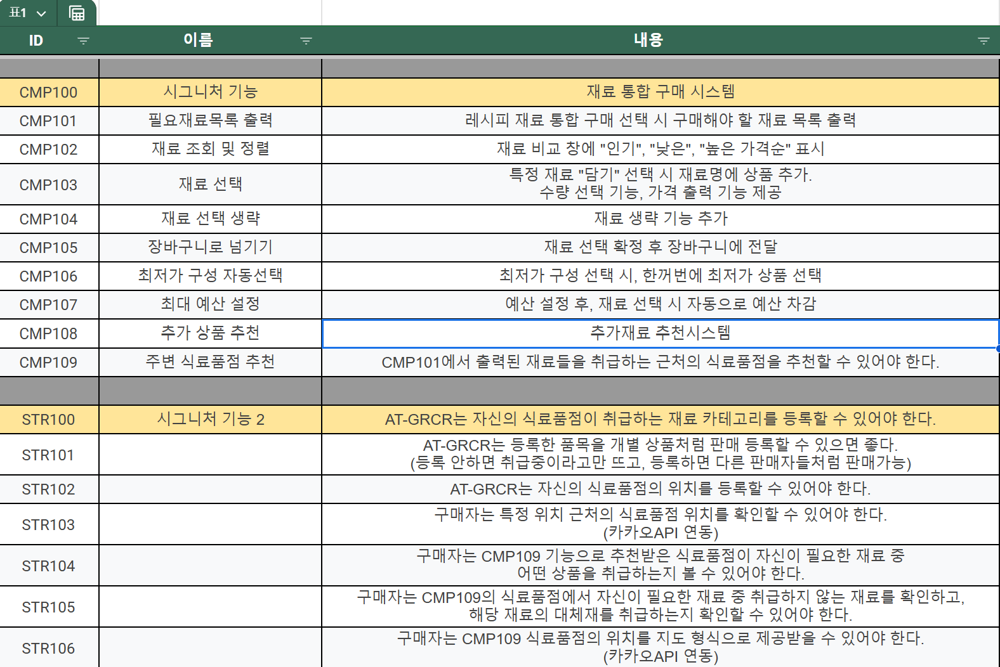 표1
ID 이름 내용
CMP100 시그니처 기능 재료 통합 구매 시스템
CMP101 필요재료목록 출력 레시피 재료 통합 구매 선택 시 구매해야 할 재료 목록 출력
CMP102 재료 조회 및 정렬 재료 비교 창에 "인기", "낮은", "높은 가격순" 표시
CMP103 재료 선택 특정 재료 "담기" 선택 시 재료명에 상품 추가.
수량 선택 기능, 가격 출력 기능 제공
CMP104 재료 선택 생략 재료 생략 기능 추가
CMP105 장바구니로 넘기기 재료 선택 확정 후 장바구니에 전달
CMP106 최저가 구성 자동선택 최저가 구성 선택 시, 한꺼번에 최저가 상품 선택
CMP107 최대 예산 설정 예산 설정 후, 재료 선택 시 자동으로 예산 차감
CMP108 추가 상품 추천 추가재료 추천시스템
CMP109 주변 식료품점 추천 CMP101에서 출력된 재료들을 취급하는 근처의 식료품점을 추천할 수 있어야 한다.
STR100 시그니처 기능 2 AT-GRCR는 자신의 식료품점이 취급하는 재료 카테고리를 등록할 수 있어야 한다.
STR101 AT-GRCR는 등록한 품목을 개별 상품처럼 판매 등록할 수 있으면 좋다.
(등록 안하면 취급중이라고만 뜨고, 등록하면 다른 판매자들처럼 판매가능)
STR102 AT-GRCR는 자신의 식료품점의 위치를 등록할 수 있어야 한다.
STR103 구매자는 특정 위치 근처의 식료품점 위치를 확인할 수 있어야 한다.
(카카오API 연동)
STR104 구매자는 CMP109 기능으로 추천받은 식료품점이 자신이 필요한 재료 중
어떤 상품을 취급하는지 볼 수 있어야 한다.
STR105 구매자는 CMP109의 식료품점에서 자신이 필요한 재료 중 취급하지 않는 재료를 확인하고,
해당 재료의 대체재를 취급하는지 확인할 수 있어야 한다.
STR106 구매자는 CMP109 식료품점의 위치를 지도 형식으로 제공받을 수 있어야 한다.
(카카오API 연동)